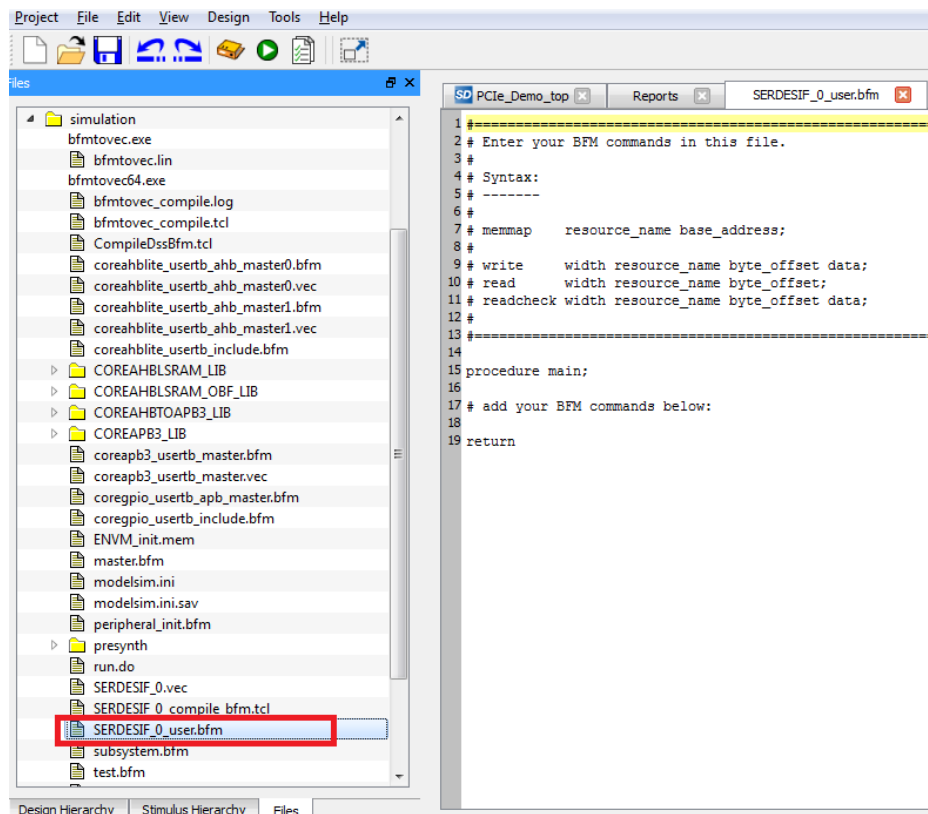 Project File Edit View Design Tools Help
Files
simulation
bfmtovec.exe
bfmtovec.lin
bfmtovec64.exe
bfmtovec_compile.log
bfmtovec_compile.tcl
CompileDssBfm.tcl
coreahblite_usertb_ahb_master0.bfm
coreahblite_usertb_ahb_master0.vec
coreahblite_usertb_ahb_master1.bfm
coreahblite_usertb_ahb_master1.vec
coreahblite_usertb_include.bfm
COREAHBLSRAM_LIB
COREAHBLSRAM_OBF_LIB
COREAHBTOAPB3_LIB
COREAPB3_LIB
coreapb3_usertb_master.bfm
coreapb3_usertb_master.vec
coregpio_usertb_apb_master.bfm
coregpio_usertb_include.bfm
ENVM_init.mem
master.bfm
modelsim.ini
modelsim.ini.sav
peripheral_init.bfm
presynth
run.do
SERDESIF_0.vec
SERDESIF_0_compile_bfm.tcl
SERDESIF_0_user.bfm
subsystem.bfm
test.bfm
Design Hierarchy Stimulus Hierarchy Files
SD PCIe_Demo_top Reports SERDESIF_0_user.bfm
1 #========================================================
2 # Enter your BFM commands in this file.
3 #
4 # Syntax:
5 # -------
6 #
7 # memmap    resource_name base_address;
8 #
9 # write     width resource_name byte_offset data;
10 # read      width resource_name byte_offset;
11 # readcheck width resource_name byte_offset data;
12 #
13 #========================================================
14
15 procedure main;
16
17 # add your BFM commands below:
18
19 return